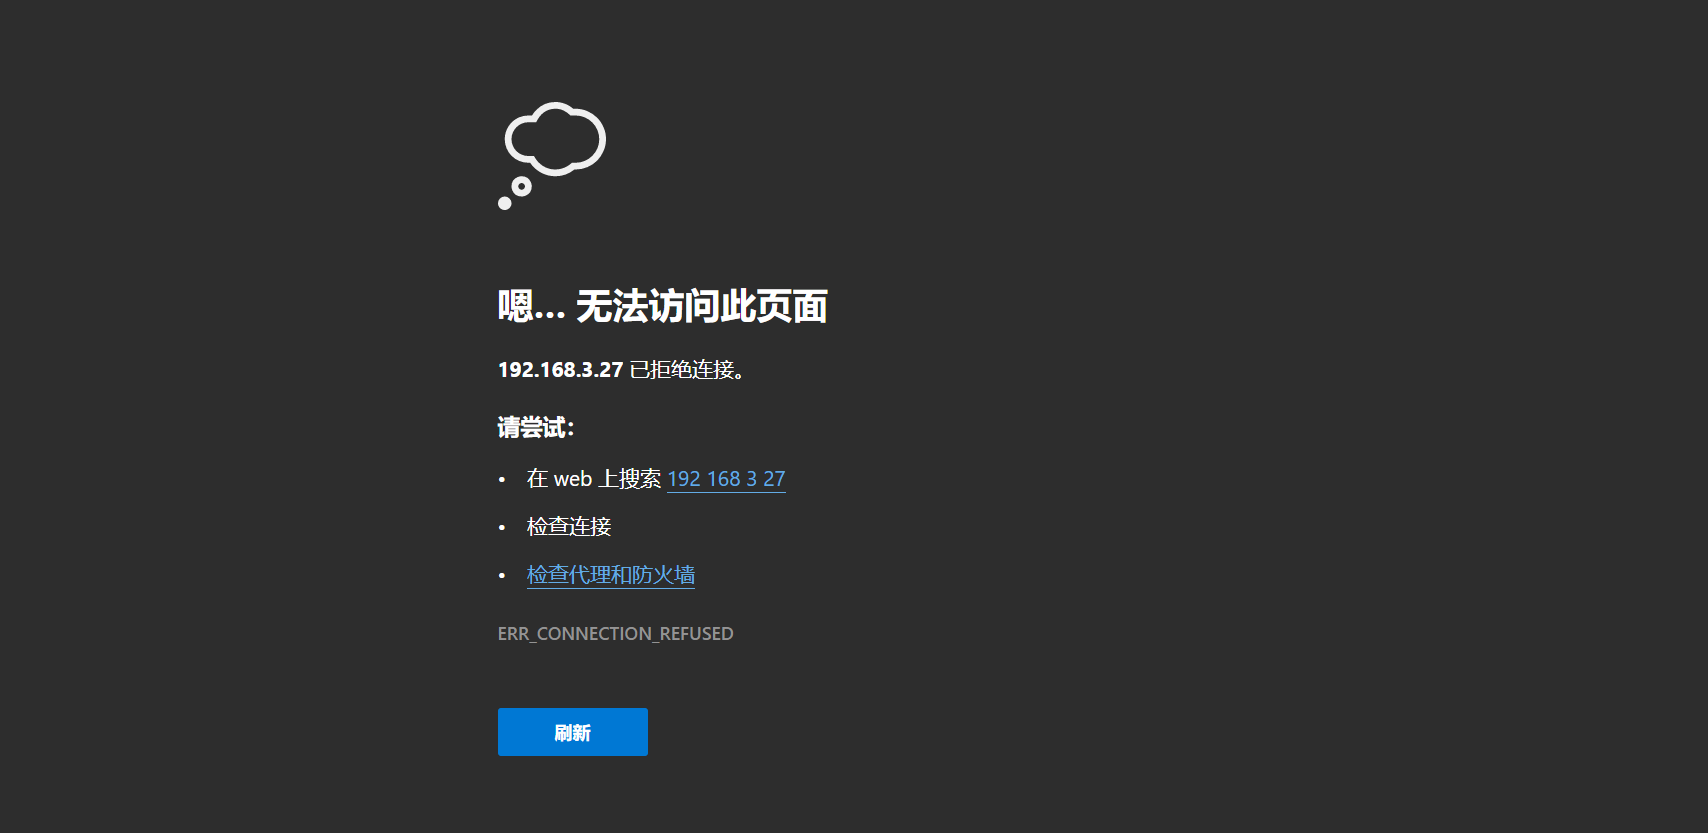 嗯… 无法访问此页面
192.168.3.27 已拒绝连接。
请尝试：
• 在 web 上搜索 192 168 3 27
• 检查连接
• 检查代理和防火墙
ERR_CONNECTION_REFUSED
刷新